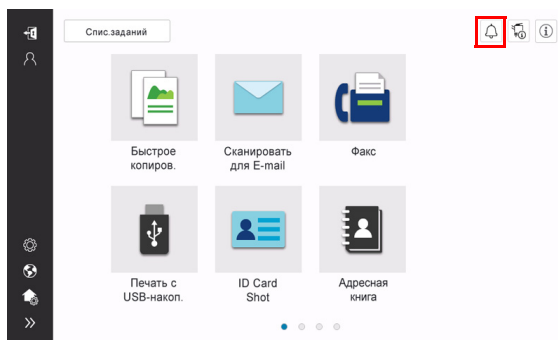 Спис.заданий
Быстрое
копиров.
Сканировать
для E-mail
Факс
Печать с
USB-накоп.
ID Card
Shot
Адресная
книга